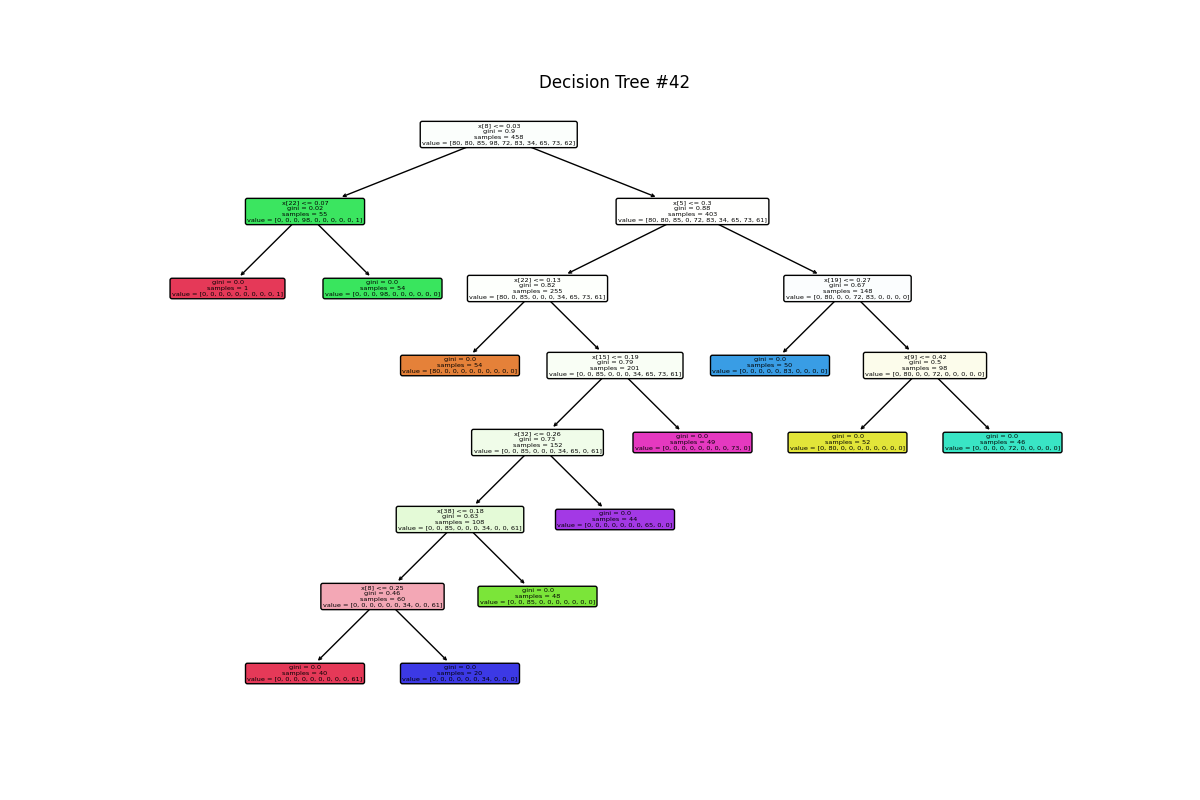 Decision Tree #42
x[8] <= 0.03
gini = 0.9
samples = 458
value = [80, 80, 85, 98, 72, 83, 34, 65, 73, 62]
x[22] <= 0.07
gini = 0.02
samples = 55
value = [0, 0, 0, 98, 0, 0, 0, 0, 0, 1]
x[5] <= 0.3
gini = 0.88
samples = 403
value = [80, 80, 85, 0, 72, 83, 34, 65, 73, 61]
gini = 0.0
samples = 1
value = [0, 0, 0, 0, 0, 0, 0, 0, 0, 1]
gini = 0.0
samples = 54
value = [0, 0, 0, 98, 0, 0, 0, 0, 0, 0]
x[22] <= 0.13
gini = 0.82
samples = 255
value = [80, 0, 85, 0, 0, 0, 34, 65, 73, 61]
x[19] <= 0.27
gini = 0.67
samples = 148
value = [0, 80, 0, 0, 72, 83, 0, 0, 0, 0]
gini = 0.0
samples = 54
value = [80, 0, 0, 0, 0, 0, 0, 0, 0, 0]
x[15] <= 0.19
gini = 0.79
samples = 201
value = [0, 0, 85, 0, 0, 0, 34, 65, 73, 61]
gini = 0.0
samples = 50
value = [0, 0, 0, 0, 0, 83, 0, 0, 0, 0]
x[9] <= 0.42
gini = 0.5
samples = 98
value = [0, 80, 0, 0, 72, 0, 0, 0, 0, 0]
x[32] <= 0.26
gini = 0.73
samples = 152
value = [0, 0, 85, 0, 0, 0, 34, 65, 0, 61]
gini = 0.0
samples = 49
value = [0, 0, 0, 0, 0, 0, 0, 0, 73, 0]
gini = 0.0
samples = 52
value = [0, 80, 0, 0, 0, 0, 0, 0, 0, 0]
gini = 0.0
samples = 46
value = [0, 0, 0, 0, 72, 0, 0, 0, 0, 0]
x[38] <= 0.18
gini = 0.63
samples = 108
value = [0, 0, 85, 0, 0, 0, 34, 0, 0, 61]
gini = 0.0
samples = 44
value = [0, 0, 0, 0, 0, 0, 0, 65, 0, 0]
x[8] <= 0.25
gini = 0.46
samples = 60
value = [0, 0, 0, 0, 0, 0, 34, 0, 0, 61]
gini = 0.0
samples = 48
value = [0, 0, 85, 0, 0, 0, 0, 0, 0, 0]
gini = 0.0
samples = 40
value = [0, 0, 0, 0, 0, 0, 0, 0, 0, 61]
gini = 0.0
samples = 20
value = [0, 0, 0, 0, 0, 0, 34, 0, 0, 0]